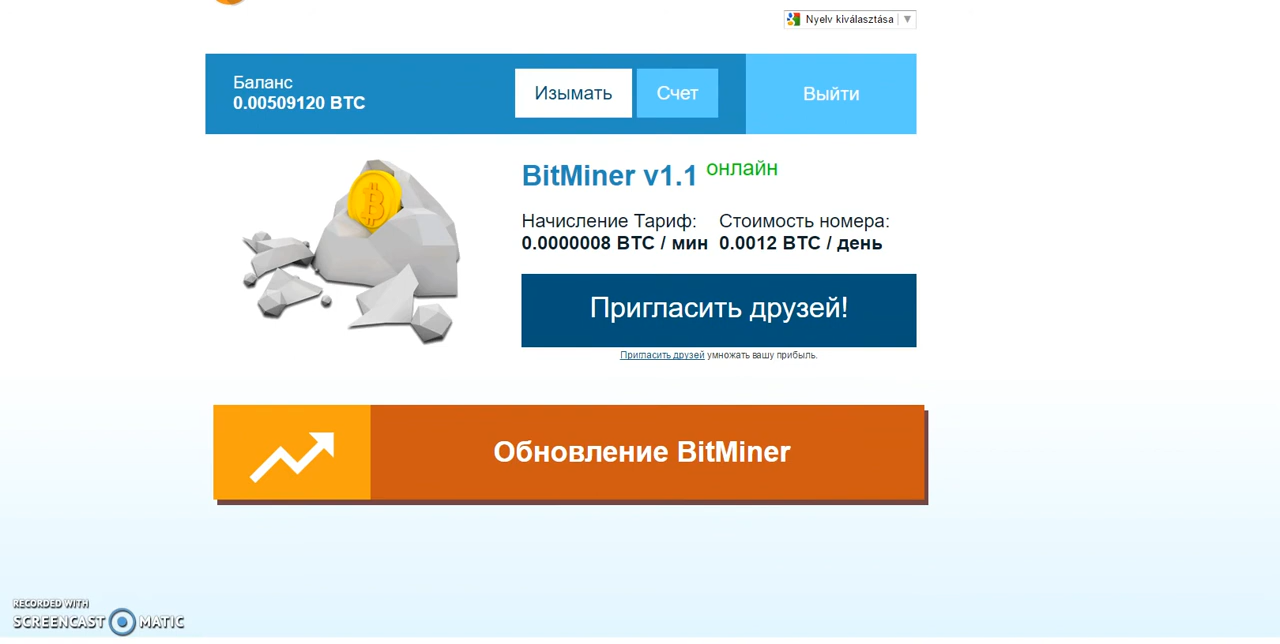 Nyelv kiválasztása
Баланс
0.00509120 BTC
Изымать
Счет
Выйти
BitMiner v1.1 онлайн
Начисление Тариф:
0.0000008 BTC / мин
Стоимость номера:
0.0012 BTC / день
Пригласить друзей!
Пригласить друзей умножать вашу прибыль.
Обновление BitMiner
RECORDED WITH
SCREENCAST MATIC